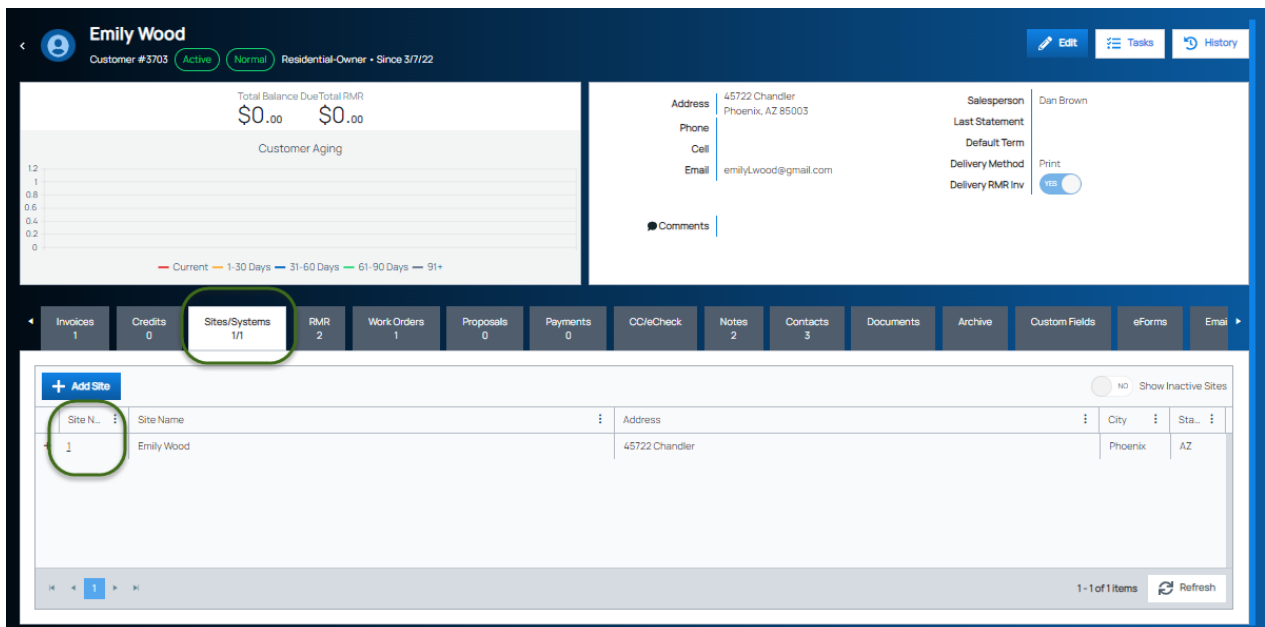 Emily Wood
Customer #3703 Active Normal Residential-Owner • Since 3/7/22
Edit
Tasks
History
Total Balance Due Total RMR
$0.00 $0.00
Customer Aging
1.2
1
0.8
0.6
0.4
0.2
0
Current 1-30 Days 31-60 Days 61-90 Days 91+
Address 45722 Chandler
Phoenix, AZ 85003
Phone
Cell
Email emilyLwood@gmail.com
Comments
Salesperson Dan Brown
Last Statement
Default Term
Delivery Method Print
Delivery RMR Inv YES
Invoices 1
Credits 0
Sites/Systems 1/1
RMR 2
Work Orders 1
Proposals 0
Payments 0
CC/eCheck
Notes 2
Contacts 3
Documents
Archive
Custom Fields
eForms
Emai
+ Add Site
NO Show Inactive Sites
Site N... Site Name Address City Sta...
+ 1 Emily Wood 45722 Chandler Phoenix AZ
1
1 - 1 of 1 items Refresh